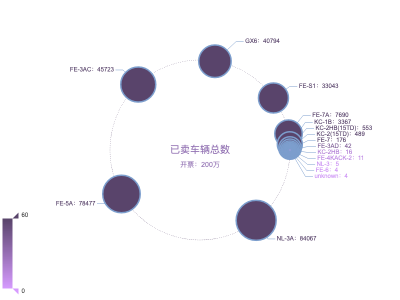 GX6：40794
FE-3AC：45723
FE-S1：33043
FE-7A：7690
KC-1B：3367
KC-2HB(15TD)：553
KC-2(15TD)：489
FE-7：176
FE-3AD：42
KC-2HB：16
FE-4KACK-2：11
NL-3：5
FE-6：4
unknown：4
已卖车辆总数
开票：200万
FE-5A：78477
NL-3A：84067
60
0